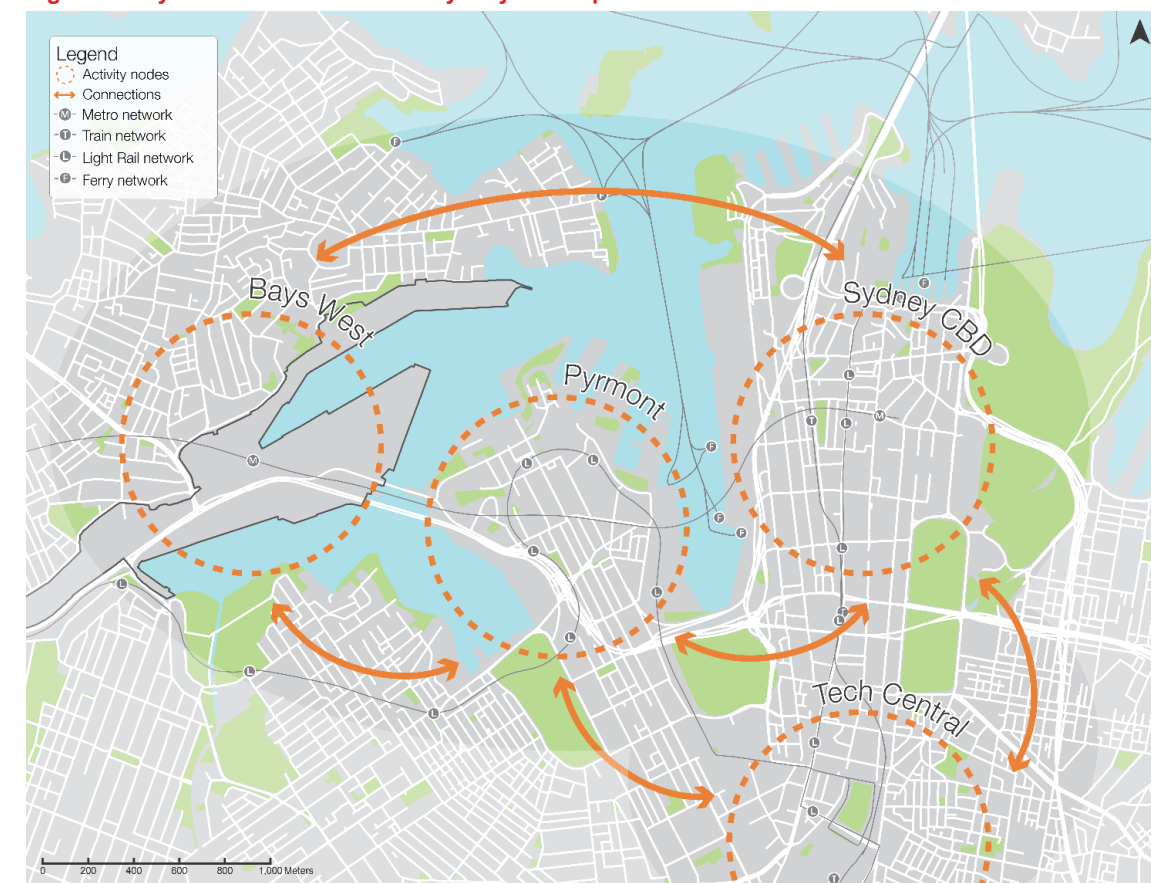 Legend
Activity nodes
Connections
M Metro network
T Train network
L Light Rail network
F Ferry network
F
F
F
Bays West
Sydney CBD
Pyrmont
L
T
L
M
F
L
L
M
F
F
L
L
L
L
T
L
L
L
L
Tech Central
L
L
T
0 200 400 600 800 1,000 Meters